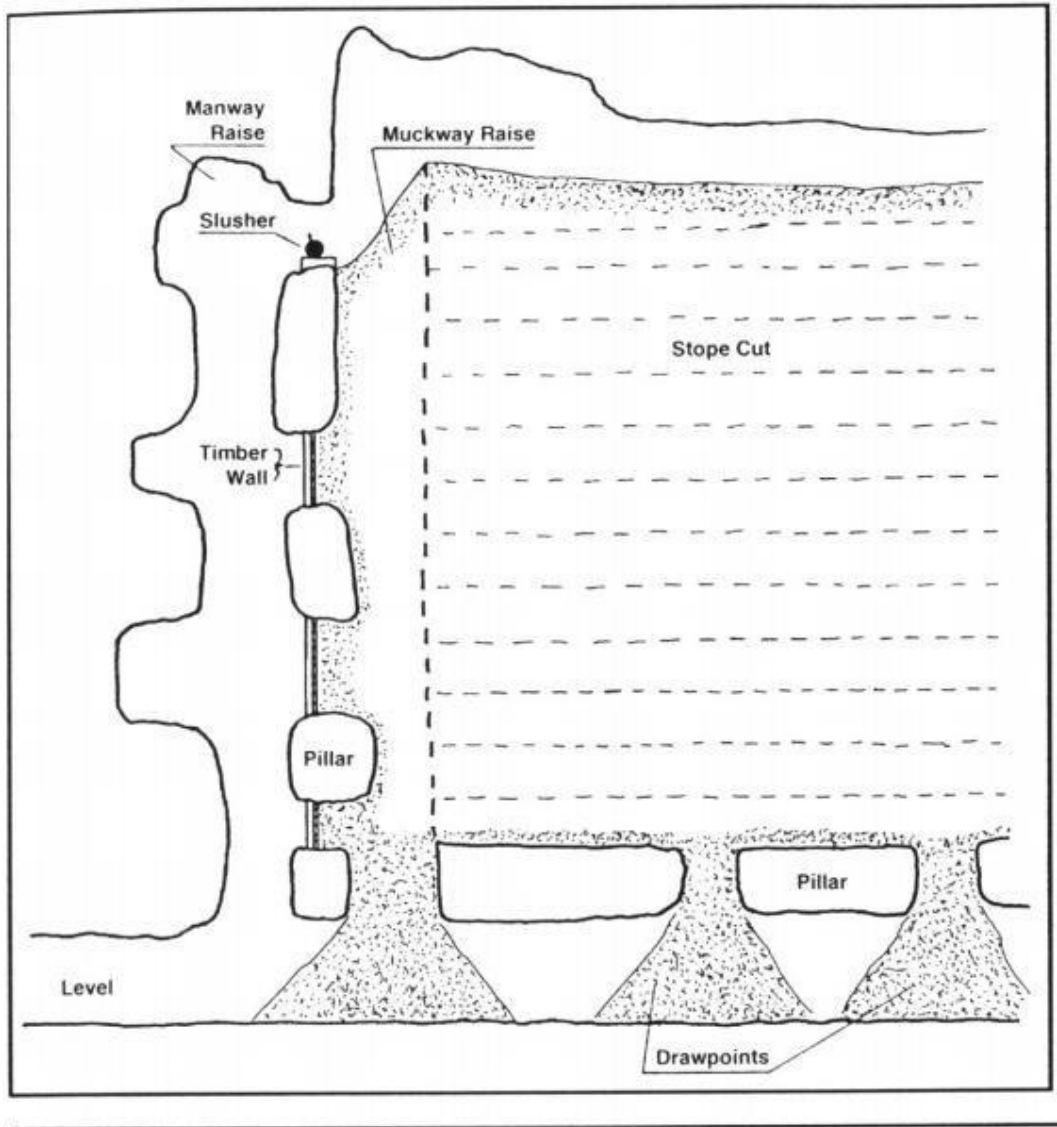 Manway
Raise
Muckway Raise
Slusher
Stope Cut
Timber
Wall
Pillar
Pillar
Level
Drawpoints